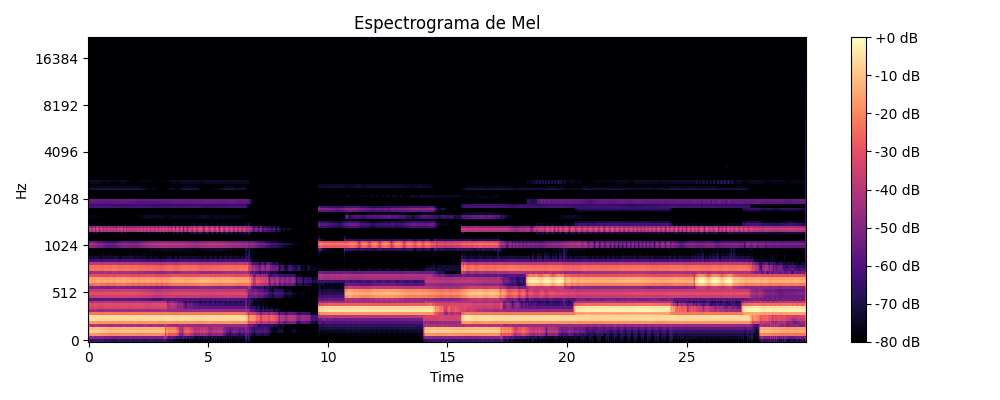 Espectrograma de Mel
Hz
16384
8192
4096
2048
1024
512
0
0 5 10 15 20 25
Time
+0 dB
-10 dB
-20 dB
-30 dB
-40 dB
-50 dB
-60 dB
-70 dB
-80 dB